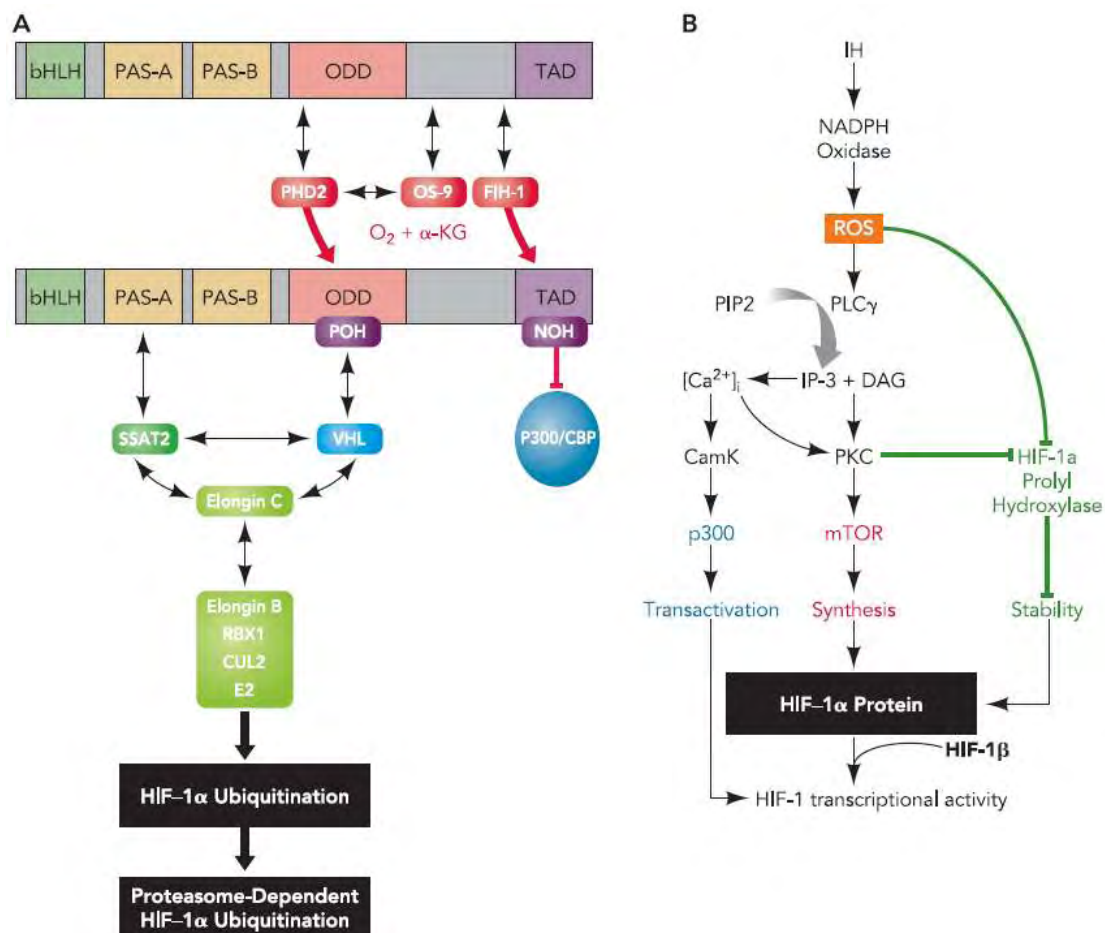 A
bHLH PAS-A PAS-B ODD TAD
PHD2 OS-9 FIH-1
O₂ + α-KG
bHLH PAS-A PAS-B ODD TAD
POH NOH
SSAT2 VHL P300/CBP
Elongin C
Elongin B
RBX1
CUL2
E2
HIF–1α Ubiquitination
Proteasome-Dependent
HIF–1α Ubiquitination
B
IH
NADPH
Oxidase
ROS
PIP2 PLCγ
[Ca²⁺]ᵢ IP-3 + DAG
CamK PKC HIF-1a
Prolyl
Hydroxylase
p300 mTOR
Transactivation Synthesis Stability
HIF–1α Protein
HIF-1β
HIF-1 transcriptional activity